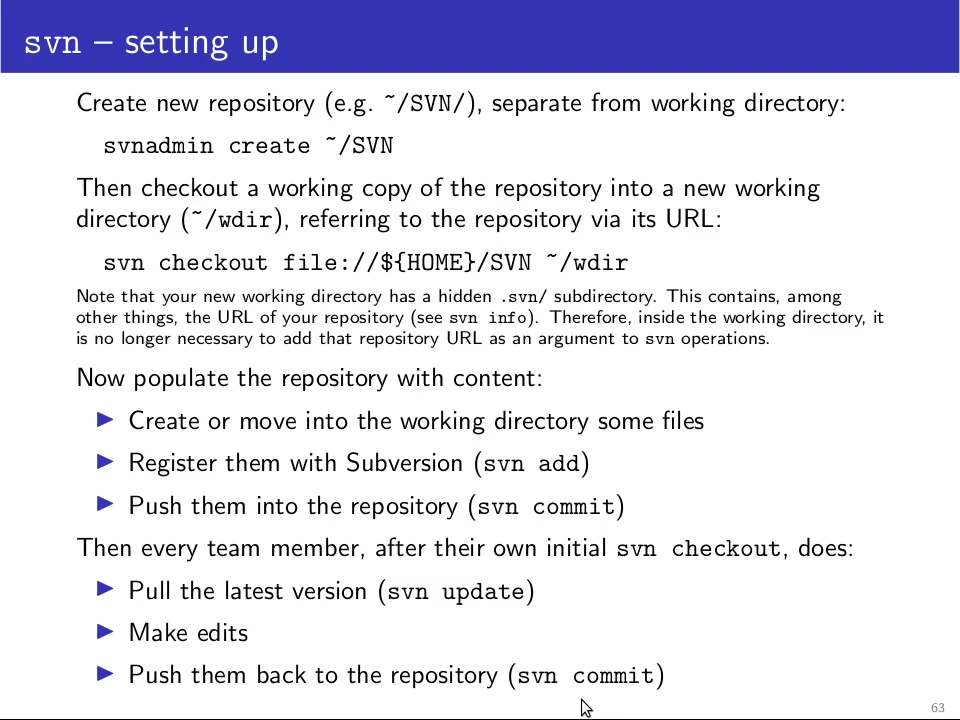 svn – setting up
Create new repository (e.g. ~/SVN/), separate from working directory:
svnadmin create ~/SVN
Then checkout a working copy of the repository into a new working
directory (~/wdir), referring to the repository via its URL:
svn checkout file://${HOME}/SVN ~/wdir
Note that your new working directory has a hidden .svn/ subdirectory. This contains, among
other things, the URL of your repository (see svn info). Therefore, inside the working directory, it
is no longer necessary to add that repository URL as an argument to svn operations.
Now populate the repository with content:
▶ Create or move into the working directory some files
▶ Register them with Subversion (svn add)
▶ Push them into the repository (svn commit)
Then every team member, after their own initial svn checkout, does:
▶ Pull the latest version (svn update)
▶ Make edits
▶ Push them back to the repository (svn commit)
63